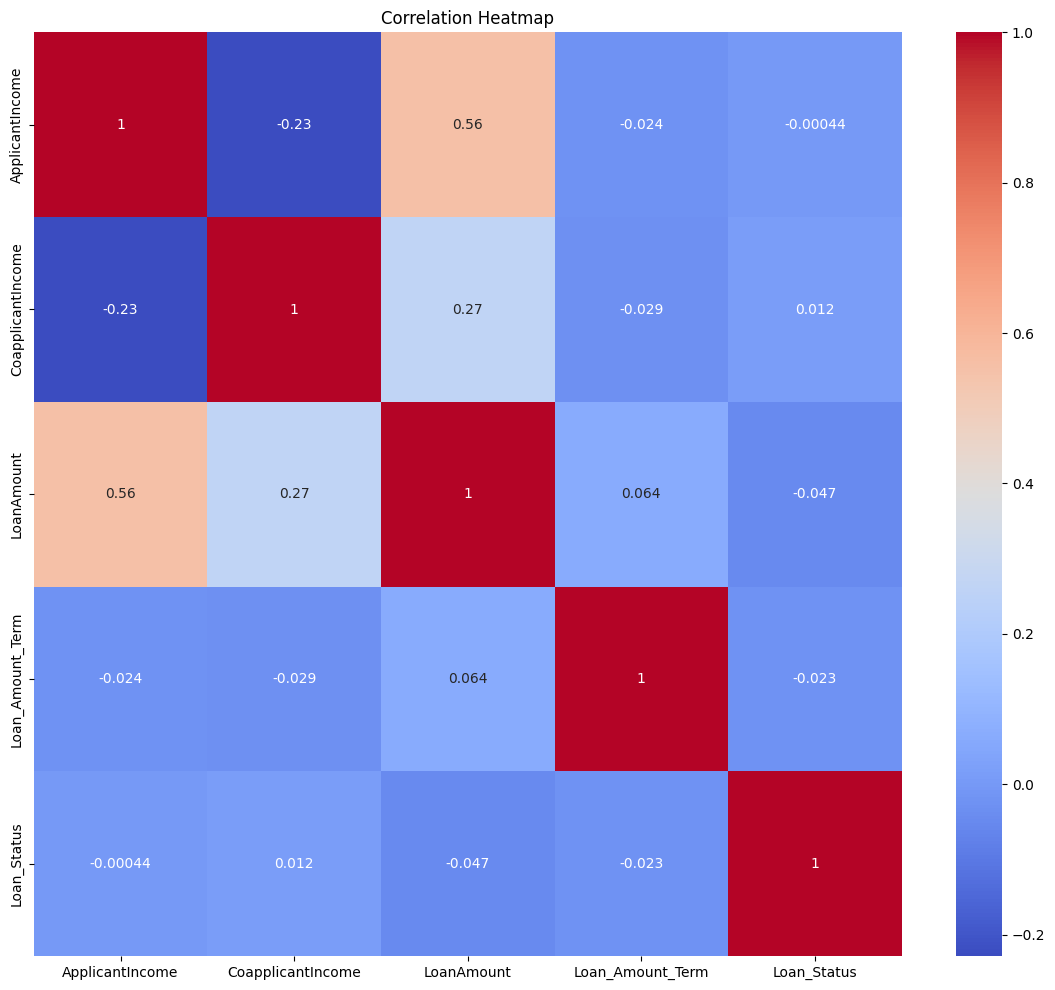 Correlation Heatmap
ApplicantIncome
1
-0.23
0.56
-0.024
-0.00044
CoapplicantIncome
-0.23
1
0.27
-0.029
0.012
LoanAmount
0.56
0.27
1
0.064
-0.047
Loan_Amount_Term
-0.024
-0.029
0.064
1
-0.023
Loan_Status
-0.00044
0.012
-0.047
-0.023
1
ApplicantIncome
CoapplicantIncome
LoanAmount
Loan_Amount_Term
Loan_Status
1.0
0.8
0.6
0.4
0.2
0.0
−0.2